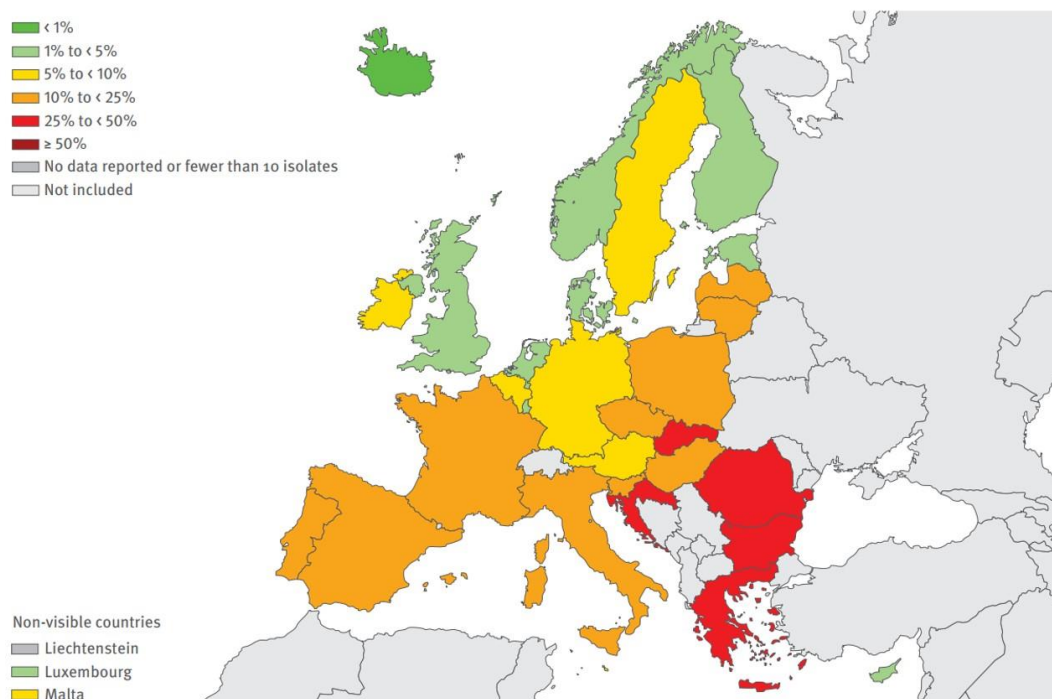 < 1%
1% to < 5%
5% to < 10%
10% to < 25%
25% to < 50%
≥ 50%
No data reported or fewer than 10 isolates
Not included
Non-visible countries
Liechtenstein
Luxembourg
Malta